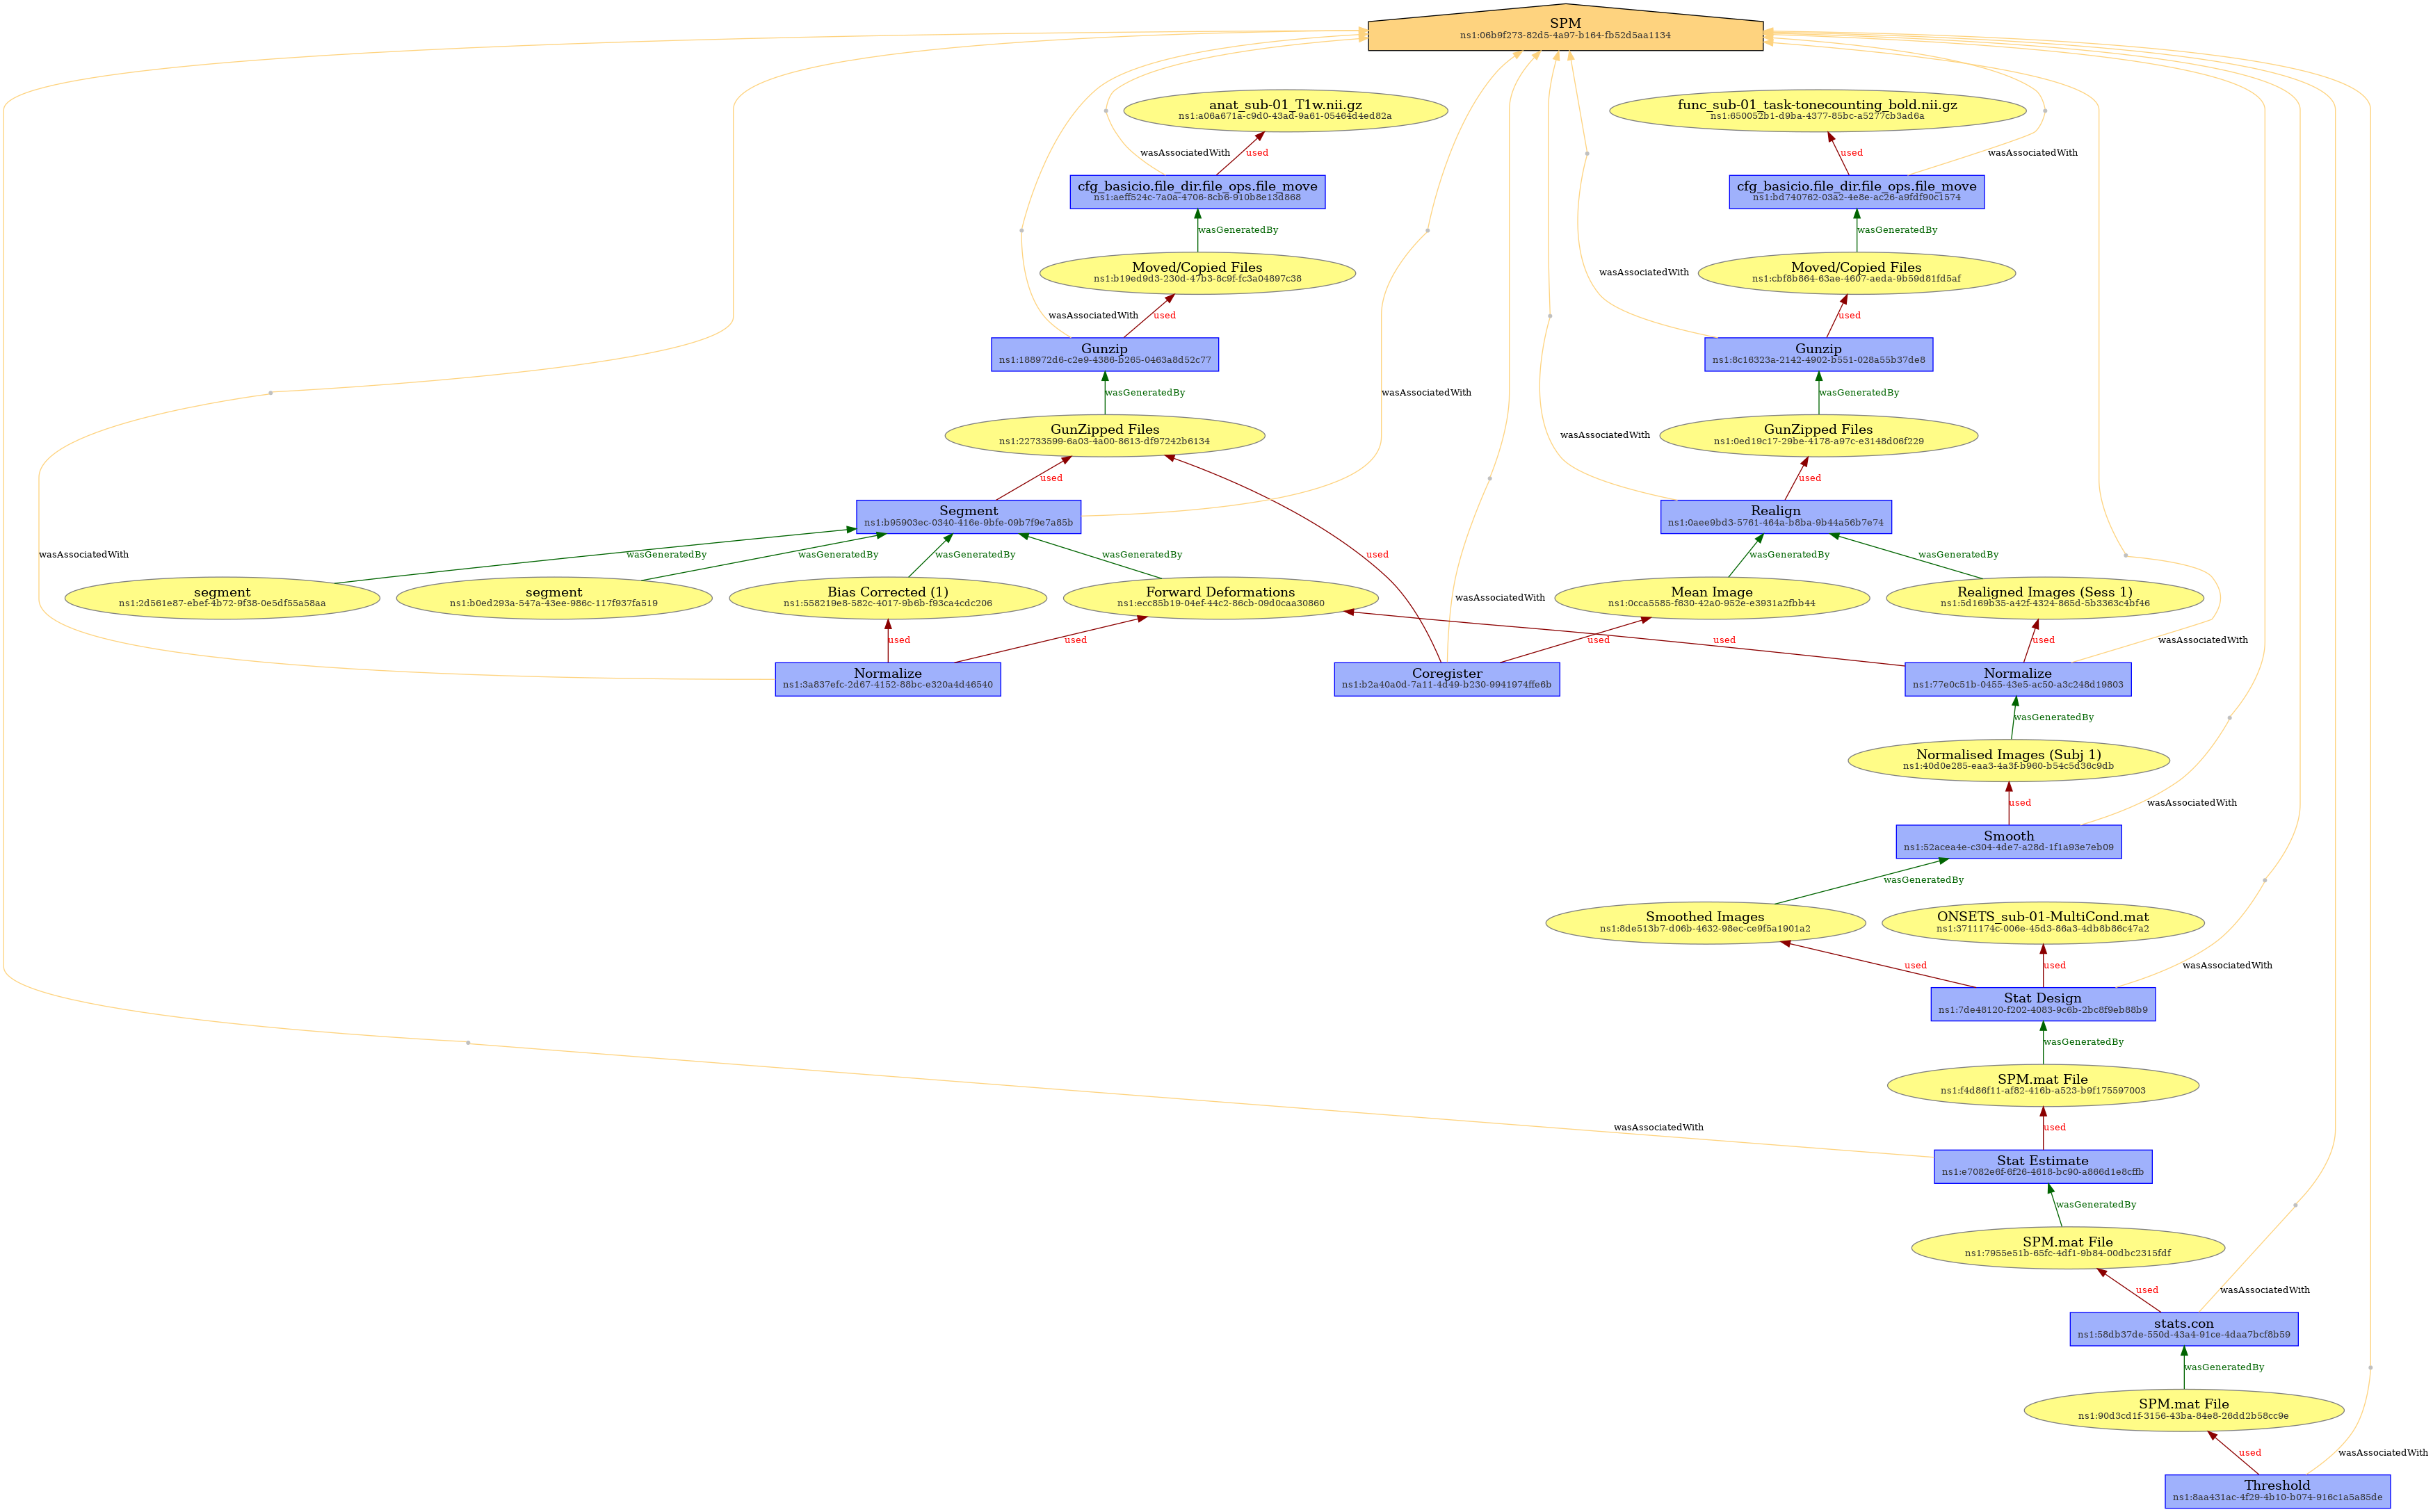 SPM
ns1:06b9f273-82d5-4a97-b164-fb52d5aa1134
anat_sub-01_T1w.nii.gz
ns1:a06a671a-c9d0-43ad-9a61-05464d4ed82a
func_sub-01_task-tonecounting_bold.nii.gz
ns1:650052b1-d9ba-4377-85bc-a5277cb3ad6a
wasAssociatedWith
used
used
wasAssociatedWith
cfg_basicio.file_dir.file_ops.file_move
ns1:aeff524c-7a0a-4706-8cb6-910b8e13d868
cfg_basicio.file_dir.file_ops.file_move
ns1:bd740762-03a2-4e8e-ac26-a9fdf90c1574
wasGeneratedBy
wasGeneratedBy
Moved/Copied Files
ns1:b19ed9d3-230d-47b3-8c9f-fc3a04897c38
wasAssociatedWith
Moved/Copied Files
ns1:cbf8b864-63ae-4607-aeda-9b59d81fd5af
wasAssociatedWith
used
used
Gunzip
ns1:188972d6-c2e9-4386-b265-0463a8d52c77
Gunzip
ns1:8c16323a-2142-4902-b551-028a55b37de8
wasGeneratedBy
wasAssociatedWith
wasGeneratedBy
GunZipped Files
ns1:22733599-6a03-4a00-8613-df97242b6134
wasAssociatedWith
GunZipped Files
ns1:0ed19c17-29be-4178-a97c-e3148d06f229
used
used
Segment
ns1:b95903ec-0340-416e-9bfe-09b7f9e7a85b
Realign
ns1:0aee9bd3-5761-464a-b8ba-9b44a56b7e74
wasAssociatedWith
wasGeneratedBy
wasGeneratedBy
wasGeneratedBy
wasGeneratedBy
used
wasGeneratedBy
wasGeneratedBy
segment
ns1:2d561e87-ebef-4b72-9f38-0e5df55a58aa
segment
ns1:b0ed293a-547a-43ee-986c-117f937fa519
Bias Corrected (1)
ns1:558219e8-582c-4017-9b6b-f93ca4cdc206
Forward Deformations
ns1:ecc85b19-04ef-44c2-86cb-09d0caa30860
wasAssociatedWith
Mean Image
ns1:0cca5585-f630-42a0-952e-e3931a2fbb44
Realigned Images (Sess 1)
ns1:5d169b35-a42f-4324-865d-5b3363c4bf46
used
used
used
used
used
wasAssociatedWith
Normalize
ns1:3a837efc-2d67-4152-88bc-e320a4d46540
Coregister
ns1:b2a40a0d-7a11-4d49-b230-9941974ffe6b
Normalize
ns1:77e0c51b-0455-43e5-ac50-a3c248d19803
wasGeneratedBy
Normalised Images (Subj 1)
ns1:40d0e285-eaa3-4a3f-b960-b54c5d36c9db
used
wasAssociatedWith
Smooth
ns1:52acea4e-c304-4de7-a28d-1f1a93e7eb09
wasGeneratedBy
Smoothed Images
ns1:8de513b7-d06b-4632-98ec-ce9f5a1901a2
ONSETS_sub-01-MultiCond.mat
ns1:3711174c-006e-45d3-86a3-4db8b86c47a2
used
used
wasAssociatedWith
Stat Design
ns1:7de48120-f202-4083-9c6b-2bc8f9eb88b9
wasGeneratedBy
SPM.mat File
ns1:f4d86f11-af82-416b-a523-b9f175597003
wasAssociatedWith
used
Stat Estimate
ns1:e7082e6f-6f26-4618-bc90-a866d1e8cffb
wasGeneratedBy
SPM.mat File
ns1:7955e51b-65fc-4df1-9b84-00dbc2315fdf
used
wasAssociatedWith
stats.con
ns1:58db37de-550d-43a4-91ce-4daa7bcf8b59
wasGeneratedBy
SPM.mat File
ns1:90d3cd1f-3156-43ba-84e8-26dd2b58cc9e
used
wasAssociatedWith
Threshold
ns1:8aa431ac-4f29-4b10-b074-916c1a5a85de